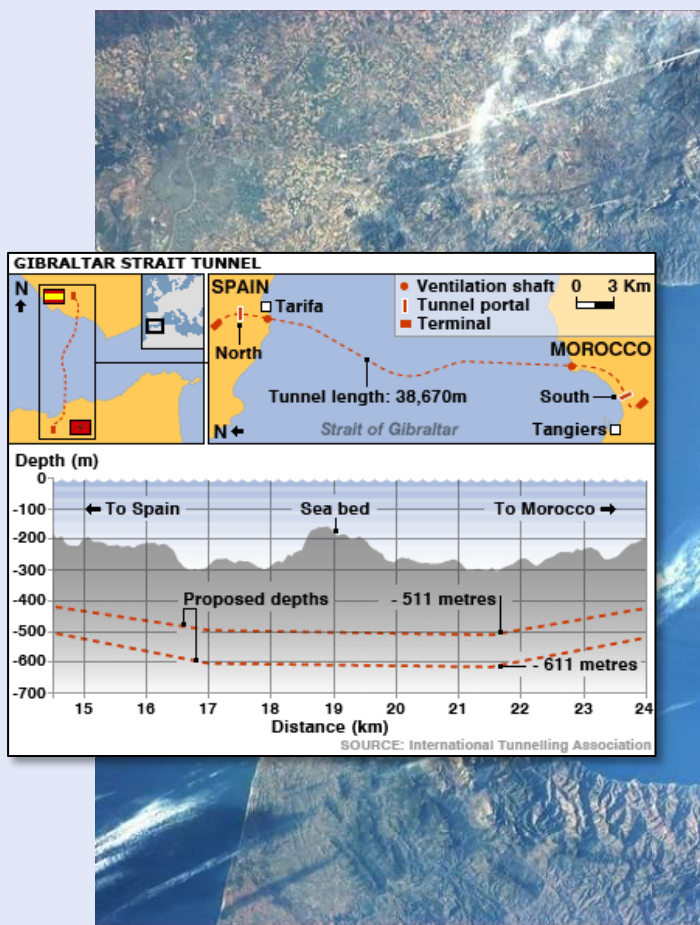 GIBRALTAR STRAIT TUNNEL
N
SPAIN
Tarifa
North
Tunnel length: 38,670m
N
Strait of Gibraltar
Ventilation shaft
Tunnel portal
Terminal
0 3 Km
MOROCCO
South
Tangiers
Depth (m)
0
-100
-200
-300
-400
-500
-600
-700
To Spain
Sea bed
To Morocco
Proposed depths
- 511 metres
- 611 metres
15 16 17 18 19 20 21 22 23 24
Distance (km)
SOURCE: International Tunnelling Association